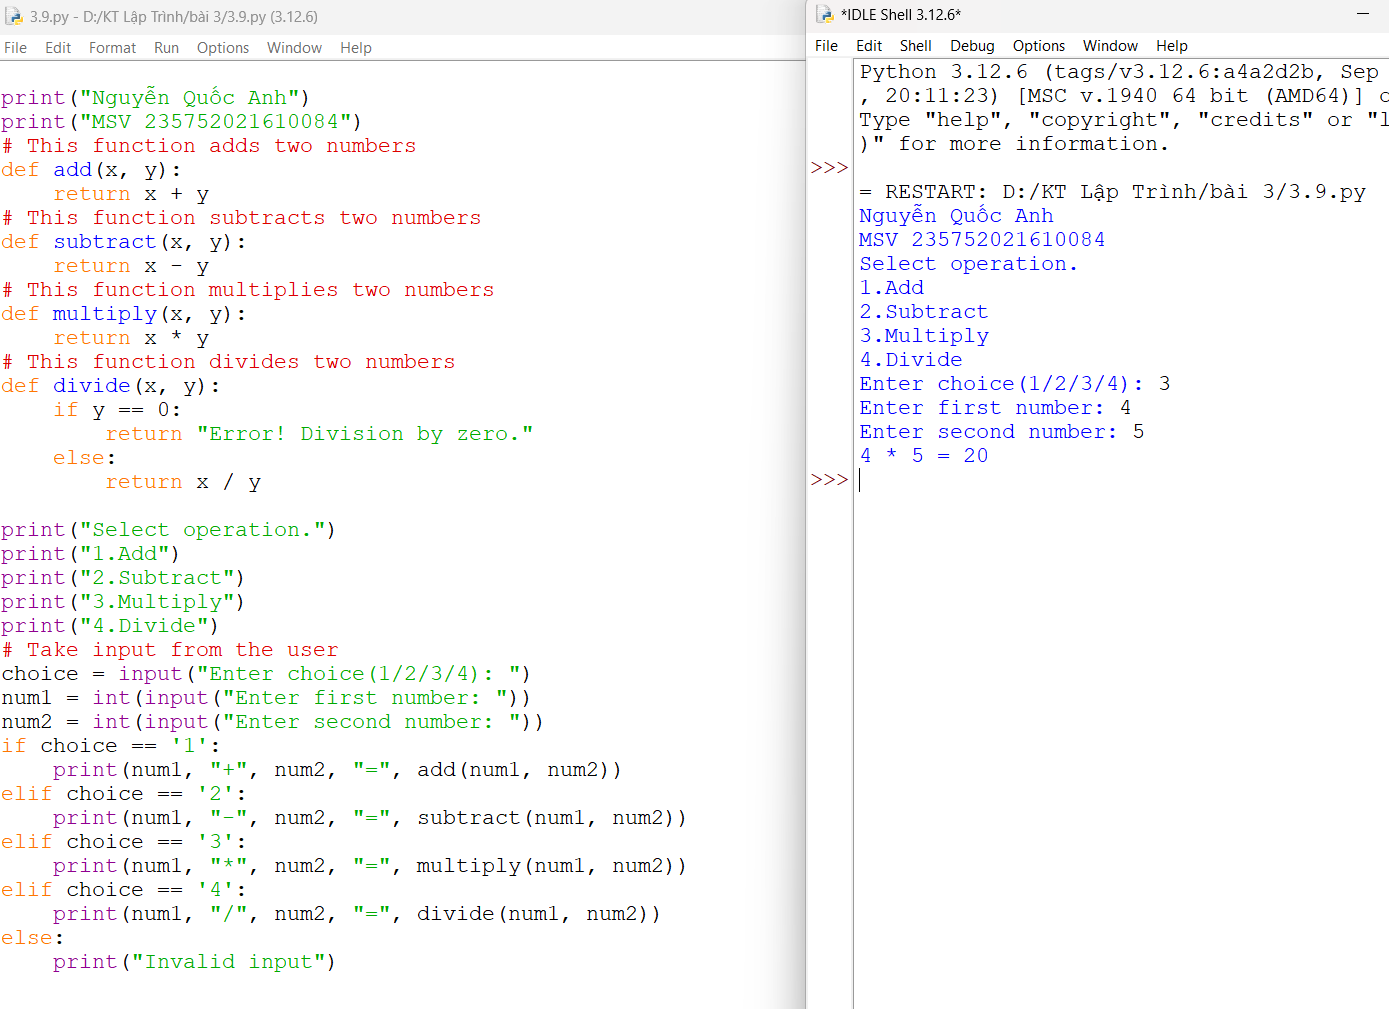 3.9.py - D:/KT Lập Trình/bài 3/3.9.py (3.12.6)
File Edit Format Run Options Window Help
print("Nguyễn Quốc Anh")
print("MSV 235752021610084")
# This function adds two numbers
def add(x, y):
    return x + y
# This function subtracts two numbers
def subtract(x, y):
    return x - y
# This function multiplies two numbers
def multiply(x, y):
    return x * y
# This function divides two numbers
def divide(x, y):
    if y == 0:
        return "Error! Division by zero."
    else:
        return x / y
print("Select operation.")
print("1.Add")
print("2.Subtract")
print("3.Multiply")
print("4.Divide")
# Take input from the user
choice = input("Enter choice(1/2/3/4): ")
num1 = int(input("Enter first number: "))
num2 = int(input("Enter second number: "))
if choice == '1':
    print(num1, "+", num2, "=", add(num1, num2))
elif choice == '2':
    print(num1, "-", num2, "=", subtract(num1, num2))
elif choice == '3':
    print(num1, "*", num2, "=", multiply(num1, num2))
elif choice == '4':
    print(num1, "/", num2, "=", divide(num1, num2))
else:
    print("Invalid input")
*IDLE Shell 3.12.6*
File Edit Shell Debug Options Window Help
Python 3.12.6 (tags/v3.12.6:a4a2d2b, Sep
, 20:11:23) [MSC v.1940 64 bit (AMD64)]
Type "help", "copyright", "credits" or
)" for more information.
>>>
= RESTART: D:/KT Lập Trình/bài 3/3.9.py
Nguyễn Quốc Anh
MSV 235752021610084
Select operation.
1.Add
2.Subtract
3.Multiply
4.Divide
Enter choice(1/2/3/4): 3
Enter first number: 4
Enter second number: 5
4 * 5 = 20
>>>